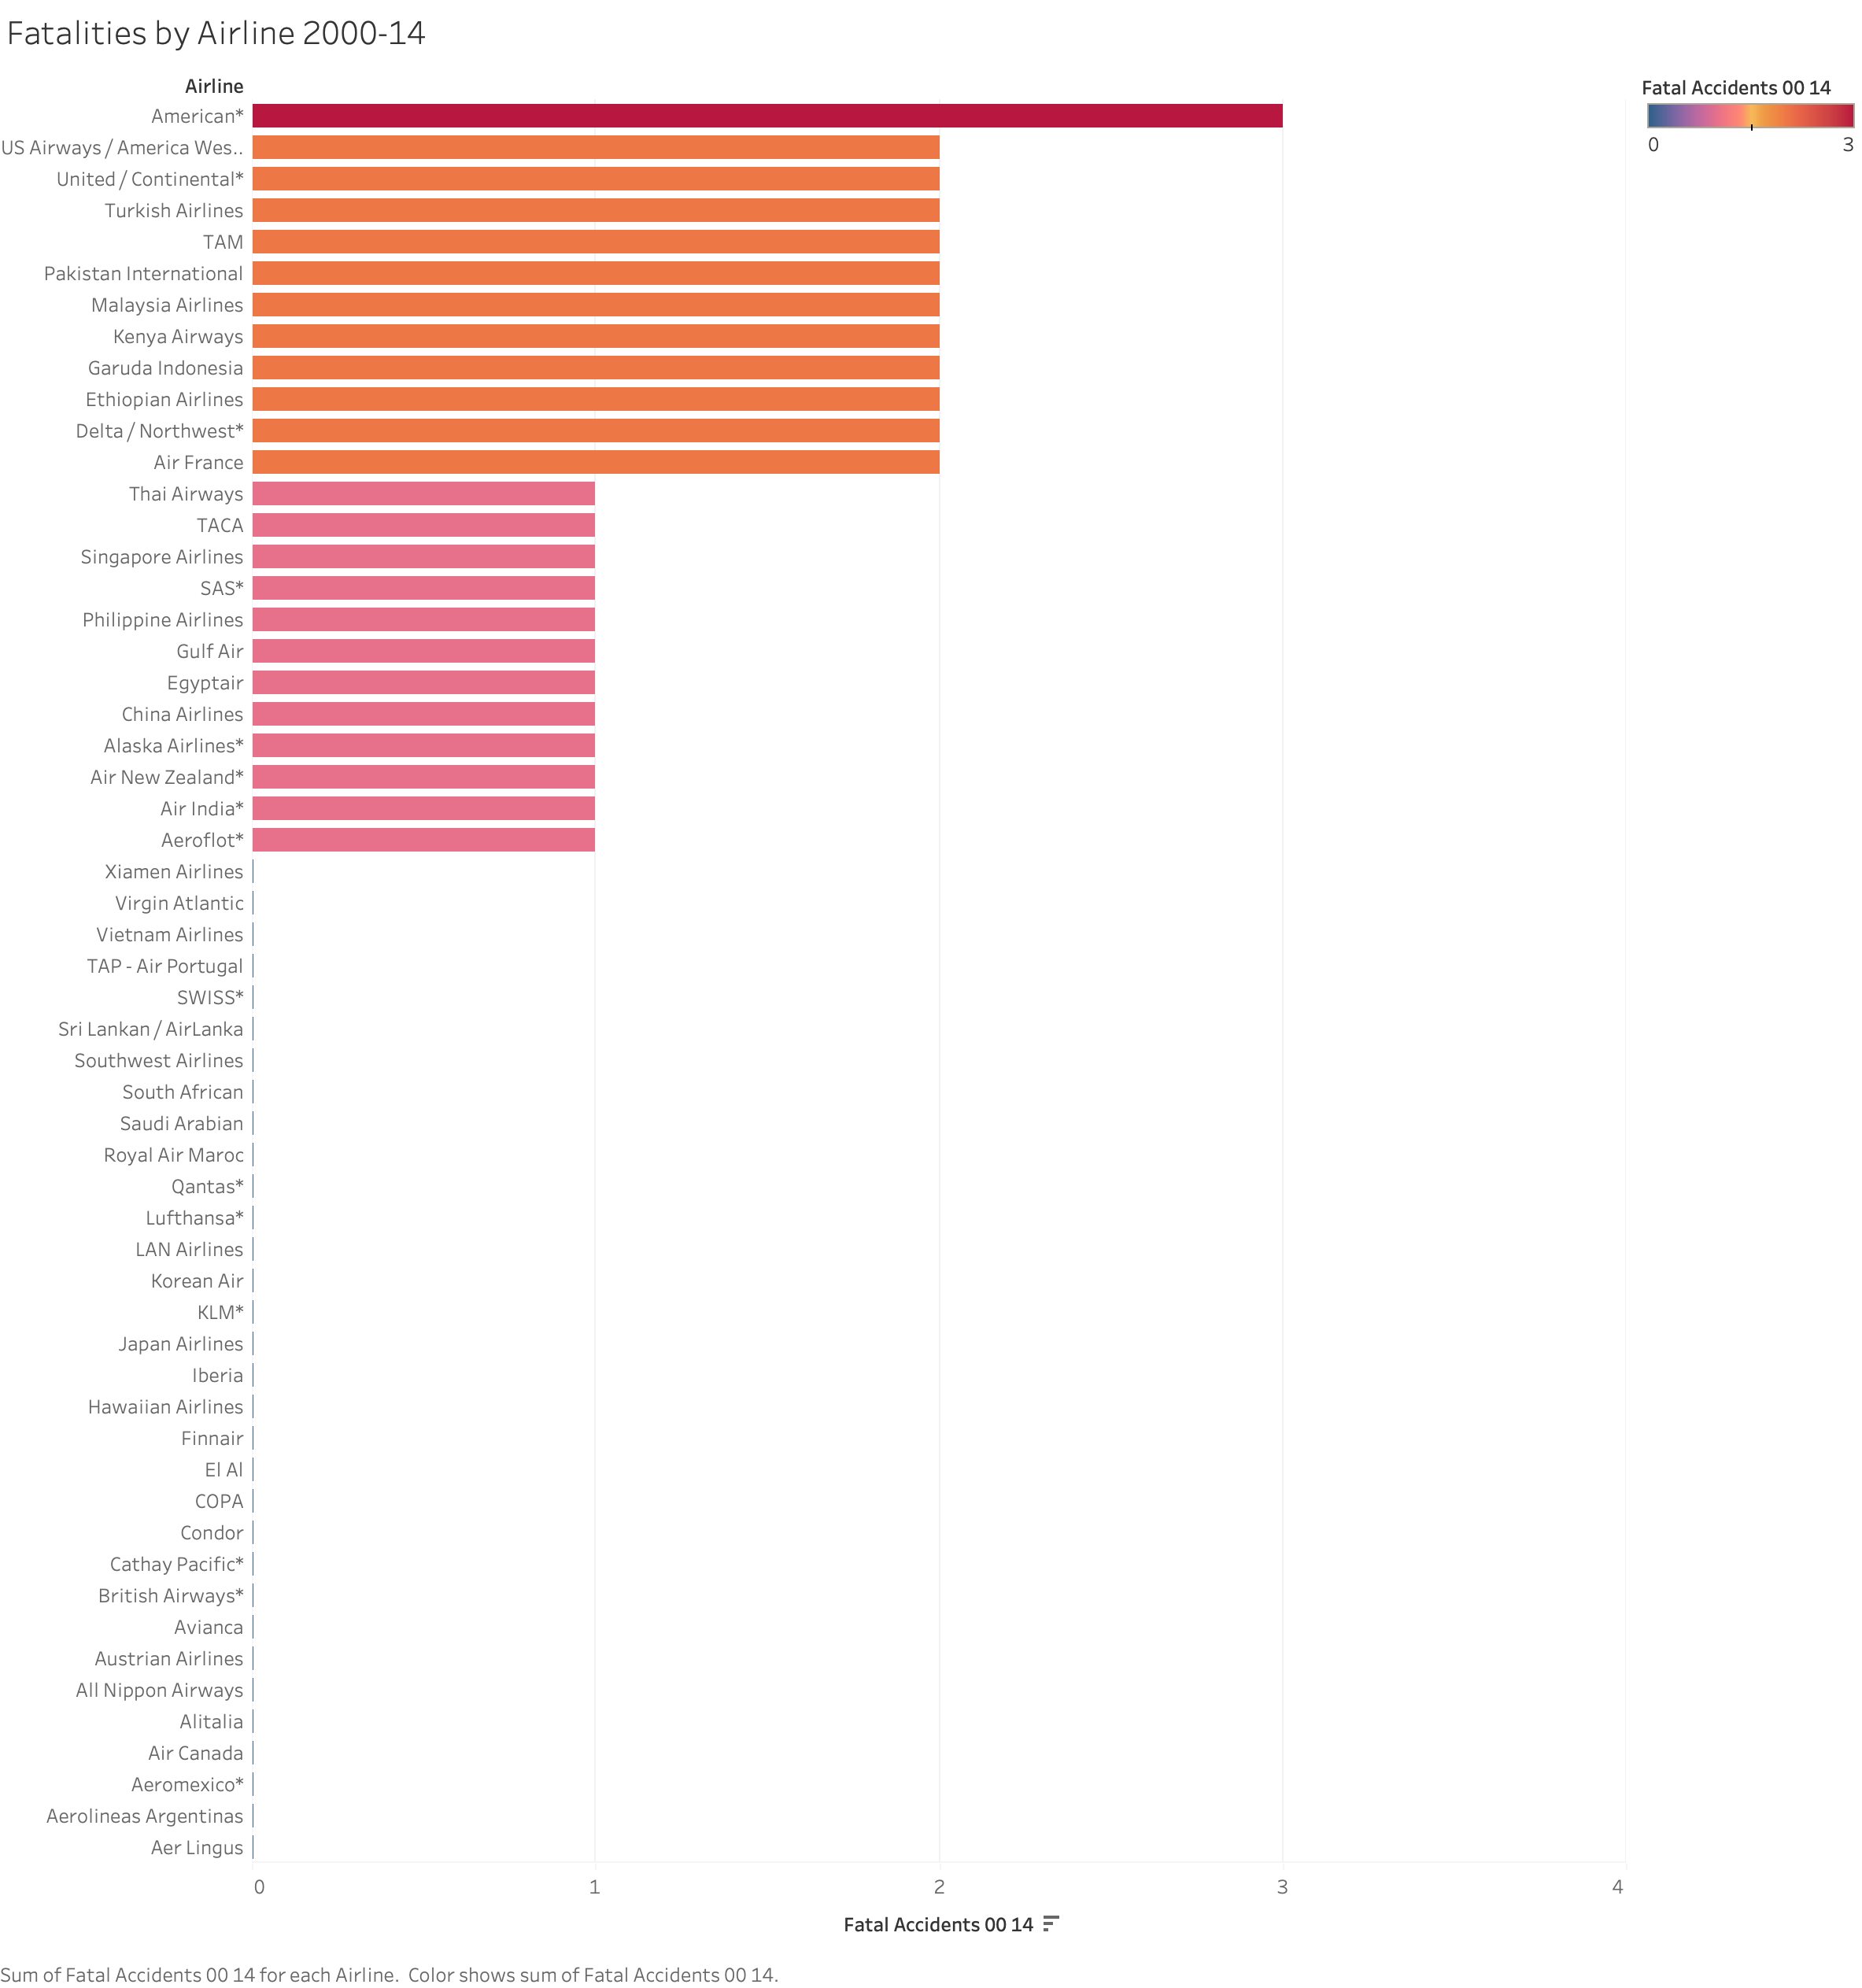 Fatalities by Airline 2000-14
Airline
Fatal Accidents 00 14
0 3
American*
US Airways / America Wes..
United / Continental*
Turkish Airlines
TAM
Pakistan International
Malaysia Airlines
Kenya Airways
Garuda Indonesia
Ethiopian Airlines
Delta / Northwest*
Air France
Thai Airways
TACA
Singapore Airlines
SAS*
Philippine Airlines
Gulf Air
Egyptair
China Airlines
Alaska Airlines*
Air New Zealand*
Air India*
Aeroflot*
Xiamen Airlines
Virgin Atlantic
Vietnam Airlines
TAP - Air Portugal
SWISS*
Sri Lankan / AirLanka
Southwest Airlines
South African
Saudi Arabian
Royal Air Maroc
Qantas*
Lufthansa*
LAN Airlines
Korean Air
KLM*
Japan Airlines
Iberia
Hawaiian Airlines
Finnair
El Al
COPA
Condor
Cathay Pacific*
British Airways*
Avianca
Austrian Airlines
All Nippon Airways
Alitalia
Air Canada
Aeromexico*
Aerolineas Argentinas
Aer Lingus
0 1 2 3 4
Fatal Accidents 00 14
Sum of Fatal Accidents 00 14 for each Airline.  Color shows sum of Fatal Accidents 00 14.